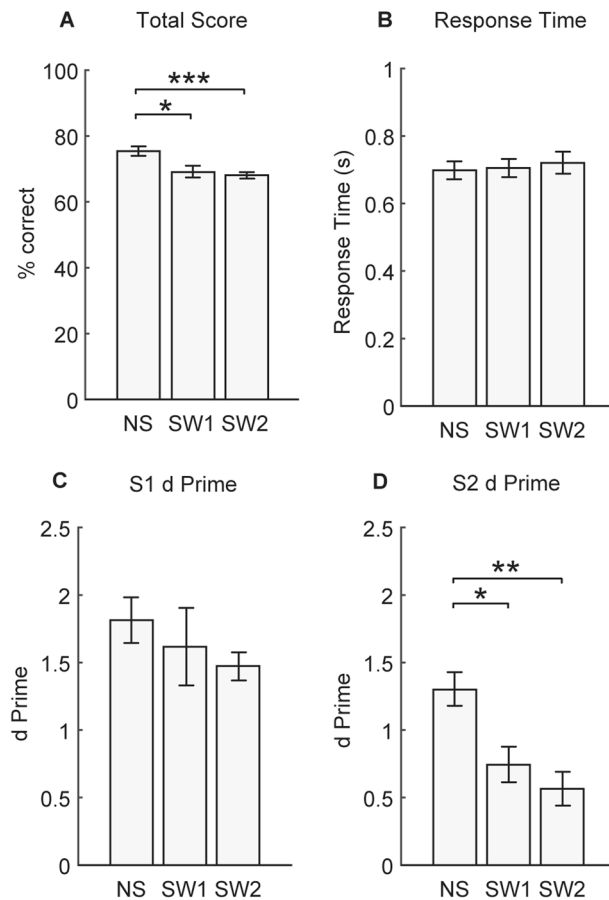 A Total Score
% correct
100
80
60
40
20
0
***
*
NS SW1 SW2
B Response Time
Response Time (s)
1
0.8
0.6
0.4
0.2
0
NS SW1 SW2
C S1 d Prime
d Prime
2.5
2
1.5
1
0.5
0
NS SW1 SW2
D S2 d Prime
d Prime
2.5
2
1.5
1
0.5
0
**
*
NS SW1 SW2